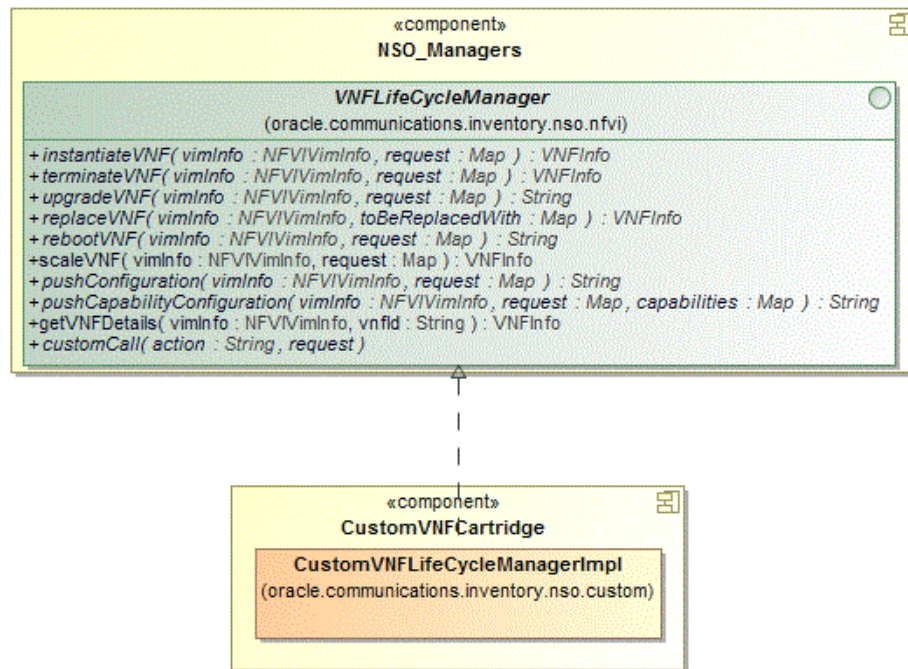 «component»
NSO_Managers
VNFLifeCycleManager
(oracle.communications.inventory.nso.nfvi)
+instantiateVNF( vimInfo : NFVIVimInfo, request : Map ) : VNFInfo
+terminateVNF( vimInfo : NFVIVimInfo, request : Map ) : VNFInfo
+upgradeVNF( vimInfo : NFVIVimInfo, request : Map ) : String
+replaceVNF( vimInfo : NFVIVimInfo, toBeReplacedWith : Map ) : VNFInfo
+rebootVNF( vimInfo : NFVIVimInfo, request : Map ) : String
+scaleVNF( vimInfo : NFVIVimInfo, request : Map ) : VNFInfo
+pushConfiguration( vimInfo : NFVIVimInfo, request : Map ) : String
+pushCapabilityConfiguration( vimInfo : NFVIVimInfo, request : Map, capabilities : Map ) : String
+getVNFDetails( vimInfo : NFVIVimInfo, vnfId : String ) : VNFInfo
+customCall( action : String, request )
«component»
CustomVNFCartridge
CustomVNFLifeCycleManagerImpl
(oracle.communications.inventory.nso.custom)